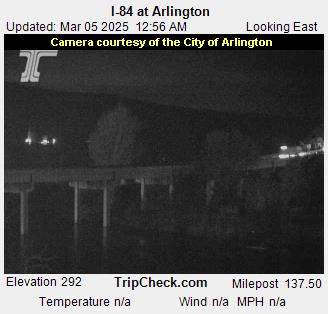 I-84 at Arlington
Updated: Mar 05 2025 12:56 AM Looking East
Camera courtesy of the City of Arlington
Elevation 292 TripCheck.com Milepost 137.50
Temperature n/a Wind n/a MPH n/a